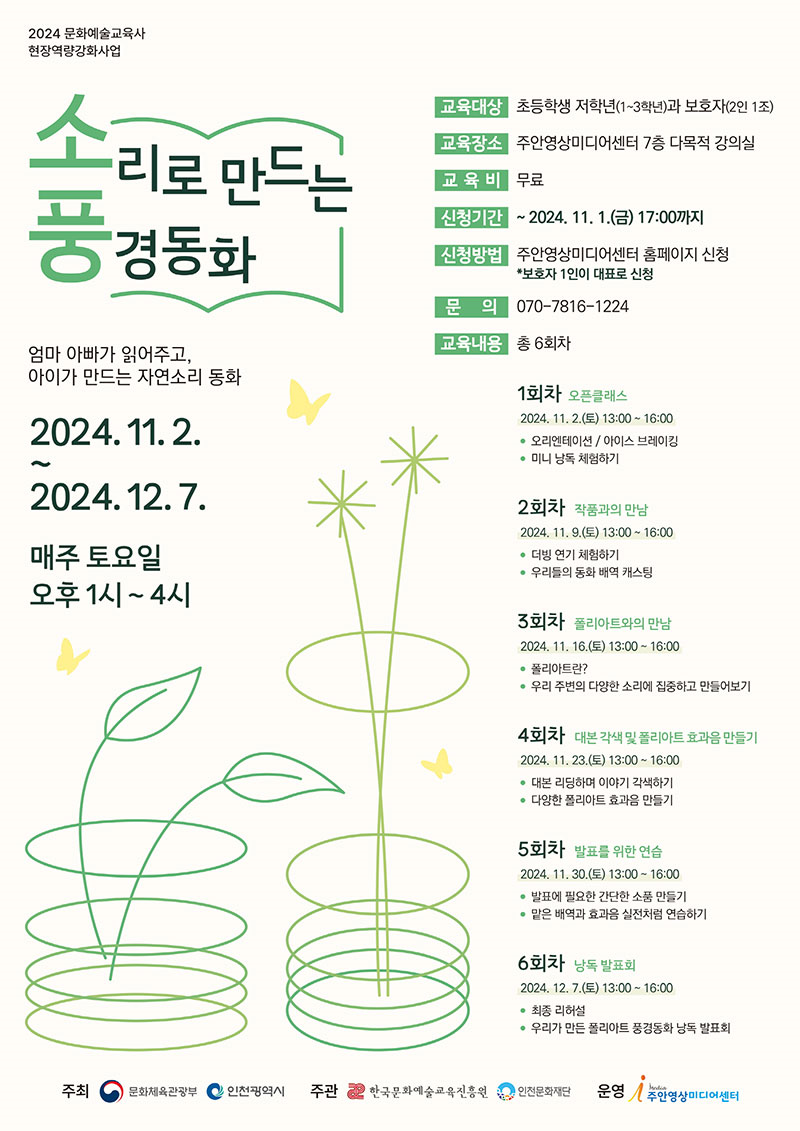 2024 문화예술교육사
현장역량강화사업
소리로 만드는
풍경동화
엄마 아빠가 읽어주고,
아이가 만드는 자연소리 동화
2024. 11. 2.
~
2024. 12. 7.
매주 토요일
오후 1시 ~ 4시
교육대상 초등학생 저학년(1~3학년)과 보호자(2인 1조)
교육장소 주안영상미디어센터 7층 다목적 강의실
교 육 비 무료
신청기간 ~ 2024. 11. 1.(금) 17:00까지
신청방법 주안영상미디어센터 홈페이지 신청
*보호자 1인이 대표로 신청
문 의 070-7816-1224
교육내용 총 6회차
1회차 오픈클래스
2024. 11. 2.(토) 13:00 ~ 16:00
• 오리엔테이션 / 아이스 브레이킹
• 미니 낭독 체험하기
2회차 작품과의 만남
2024. 11. 9.(토) 13:00 ~ 16:00
• 더빙 연기 체험하기
• 우리들의 동화 배역 캐스팅
3회차 폴리아트와의 만남
2024. 11. 16.(토) 13:00 ~ 16:00
• 폴리아트란?
• 우리 주변의 다양한 소리에 집중하고 만들어보기
4회차 대본 각색 및 폴리아트 효과음 만들기
2024. 11. 23.(토) 13:00 ~ 16:00
• 대본 리딩하며 이야기 각색하기
• 다양한 폴리아트 효과음 만들기
5회차 발표를 위한 연습
2024. 11. 30.(토) 13:00 ~ 16:00
• 발표에 필요한 간단한 소품 만들기
• 맡은 배역과 효과음 실전처럼 연습하기
6회차 낭독 발표회
2024. 12. 7.(토) 13:00 ~ 16:00
• 최종 리허설
• 우리가 만든 폴리아트 풍경동화 낭독 발표회
주최 문화체육관광부 인천광역시 주관 한국문화예술교육진흥원 인천문화재단 운영 i media 주안영상미디어센터